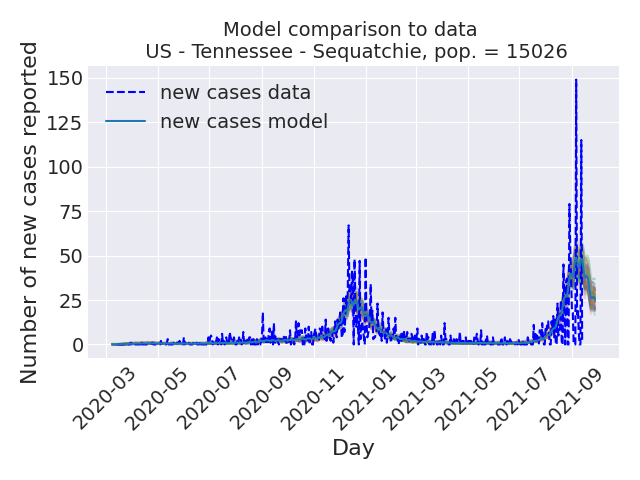 Model comparison to data
US - Tennessee - Sequatchie, pop. = 15026
Number of new cases reported
150
125
100
75
50
25
0
new cases data
new cases model
2020-03
2020-05
2020-07
2020-09
2020-11
2021-01
2021-03
2021-05
2021-07
2021-09
Day